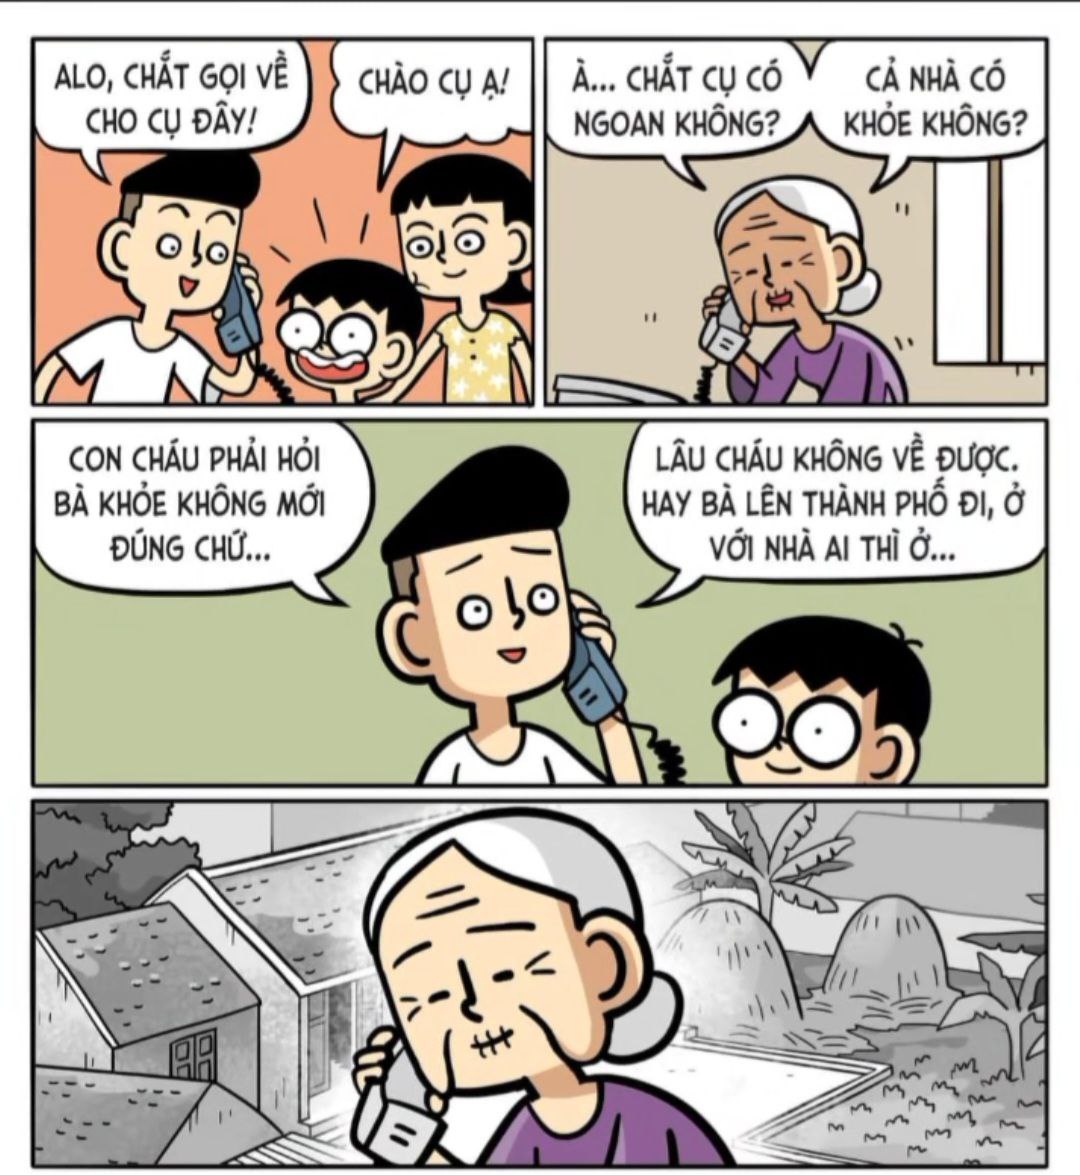 ALO, CHẮT GỌI VỀ
CHO CỤ ĐÂY!
CHÀO CỤ Ạ!
À... CHẮT CỤ CÓ
NGOAN KHÔNG?
CẢ NHÀ CÓ
KHỎE KHÔNG?
CON CHÁU PHẢI HỎI
BÀ KHỎE KHÔNG MỚI
ĐÚNG CHỨ...
LÂU CHÁU KHÔNG VỀ ĐƯỢC.
HAY BÀ LÊN THÀNH PHỐ ĐI, Ở
VỚI NHÀ AI THÌ Ở...